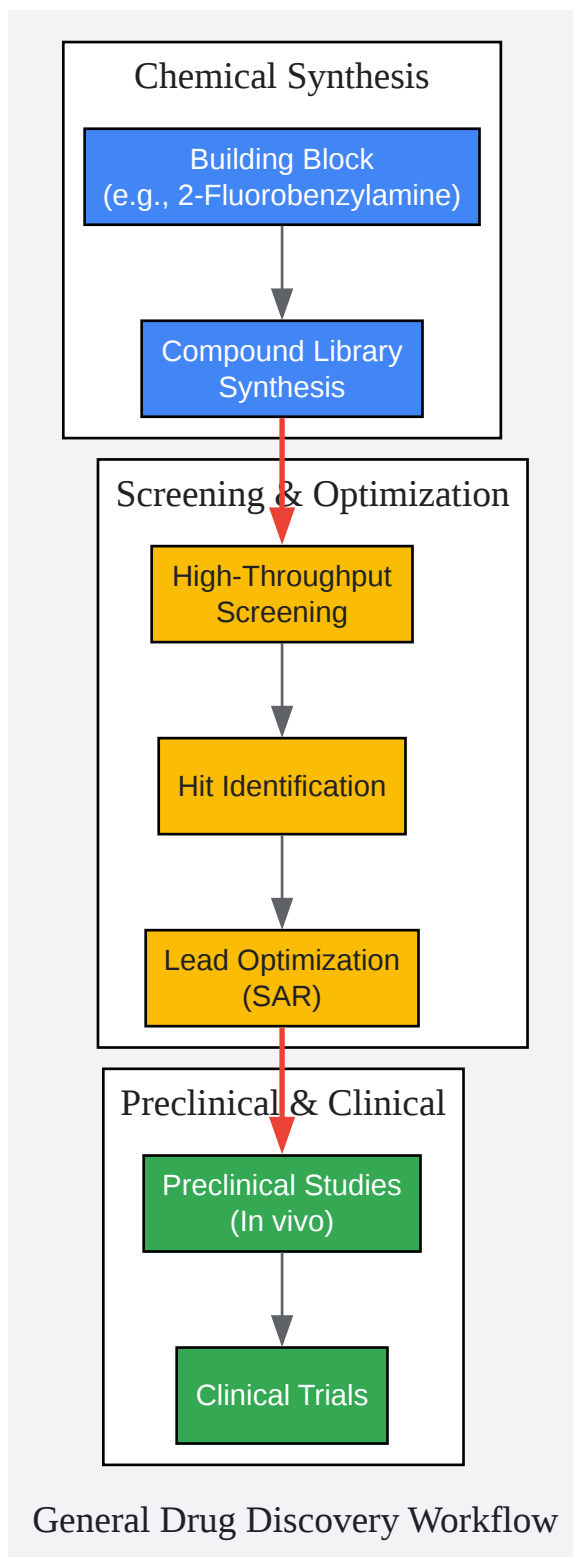 Chemical Synthesis
Building Block
(e.g., 2-Fluorobenzylamine)
Compound Library
Synthesis
Screening & Optimization
High-Throughput
Screening
Hit Identification
Lead Optimization
(SAR)
Preclinical & Clinical
Preclinical Studies
(In vivo)
Clinical Trials
General Drug Discovery Workflow